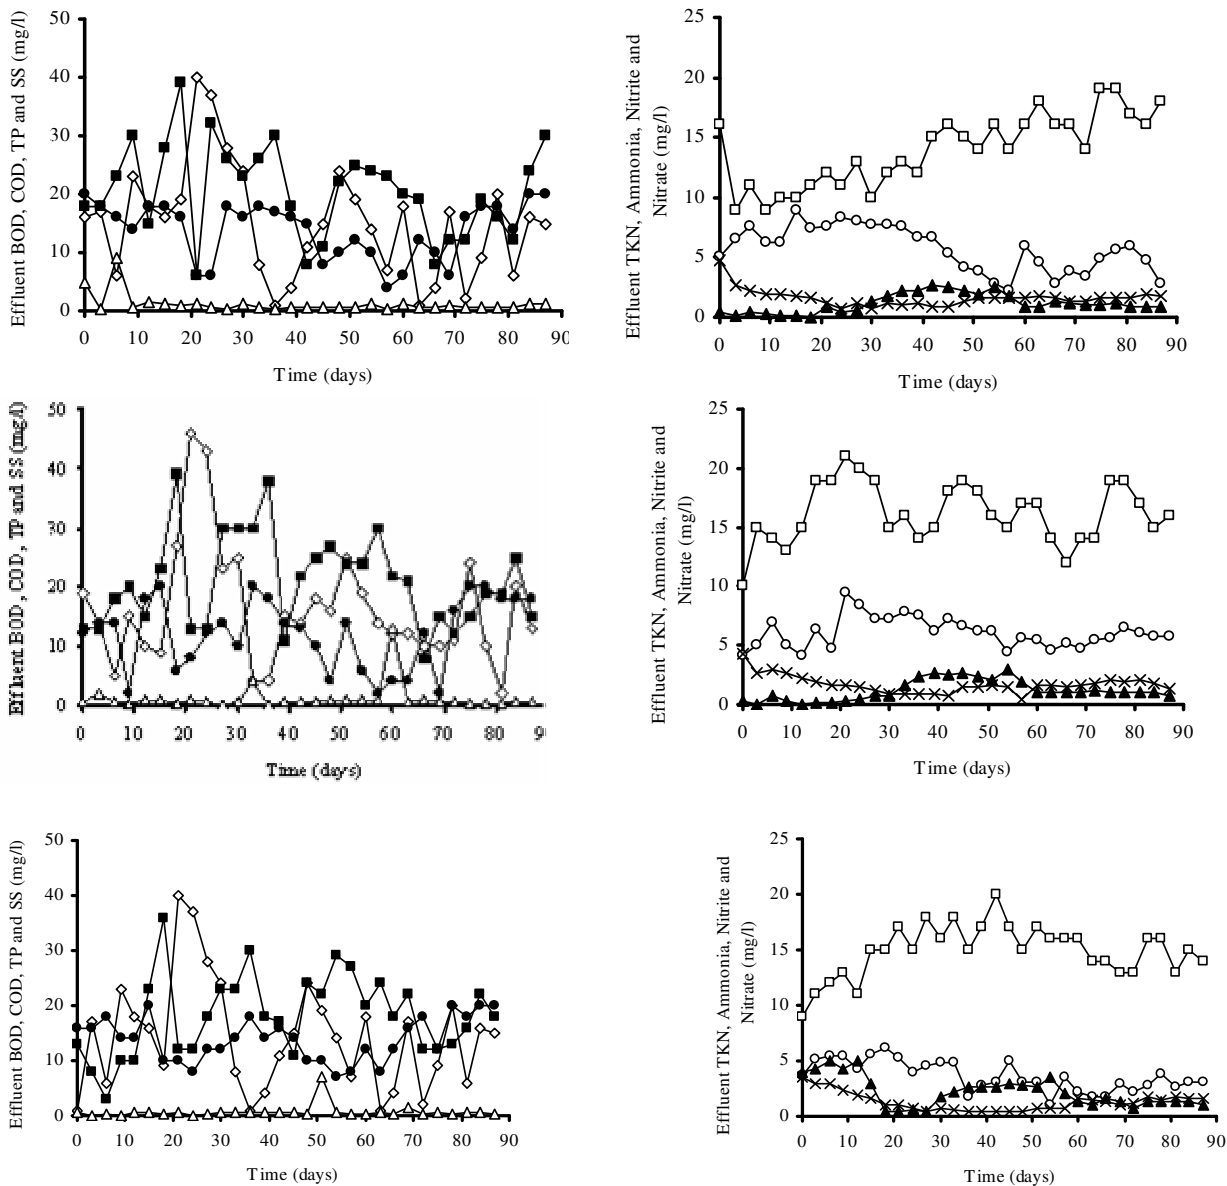 Effluent BOD, COD, TP and SS (mg/l)
50
40
30
20
10
0
0 10 20 30 40 50 60 70 80 90
Time (days)
Effluent TKN, Ammonia, Nitrite and
Nitrate (mg/l)
25
20
15
10
5
0
0 10 20 30 40 50 60 70 80 90
Time (days)
Effluent BOD, COD, TP and SS (mg/l)
50
40
30
20
10
0
0 10 20 30 40 50 60 70 80 9
Time (days)
Effluent TKN, Ammonia, Nitrite and
Nitrate (mg/l)
25
20
15
10
5
0
0 10 20 30 40 50 60 70 80 90
Time (days)
Effluent BOD, COD, TP and SS (mg/l)
50
40
30
20
10
0
0 10 20 30 40 50 60 70 80 90
Time (days)
Effluent TKN, Ammonia, Nitrite and
Nitrate (mg/l)
25
20
15
10
5
0
0 10 20 30 40 50 60 70 80 90
Time (days)